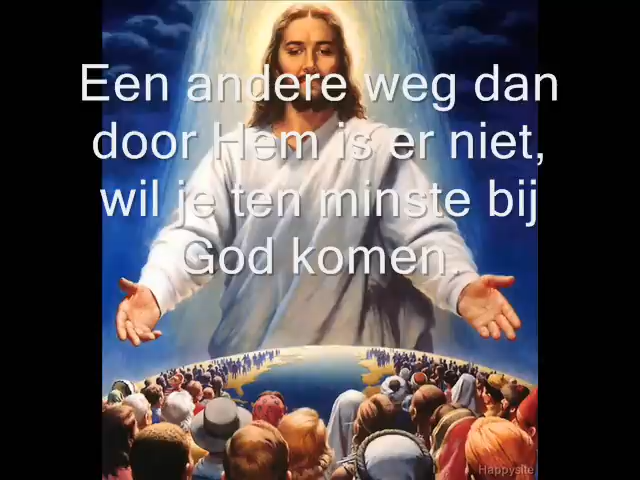 Een andere weg dan
door Hem is er niet,
wil je ten minste bij
God komen.
Happysite